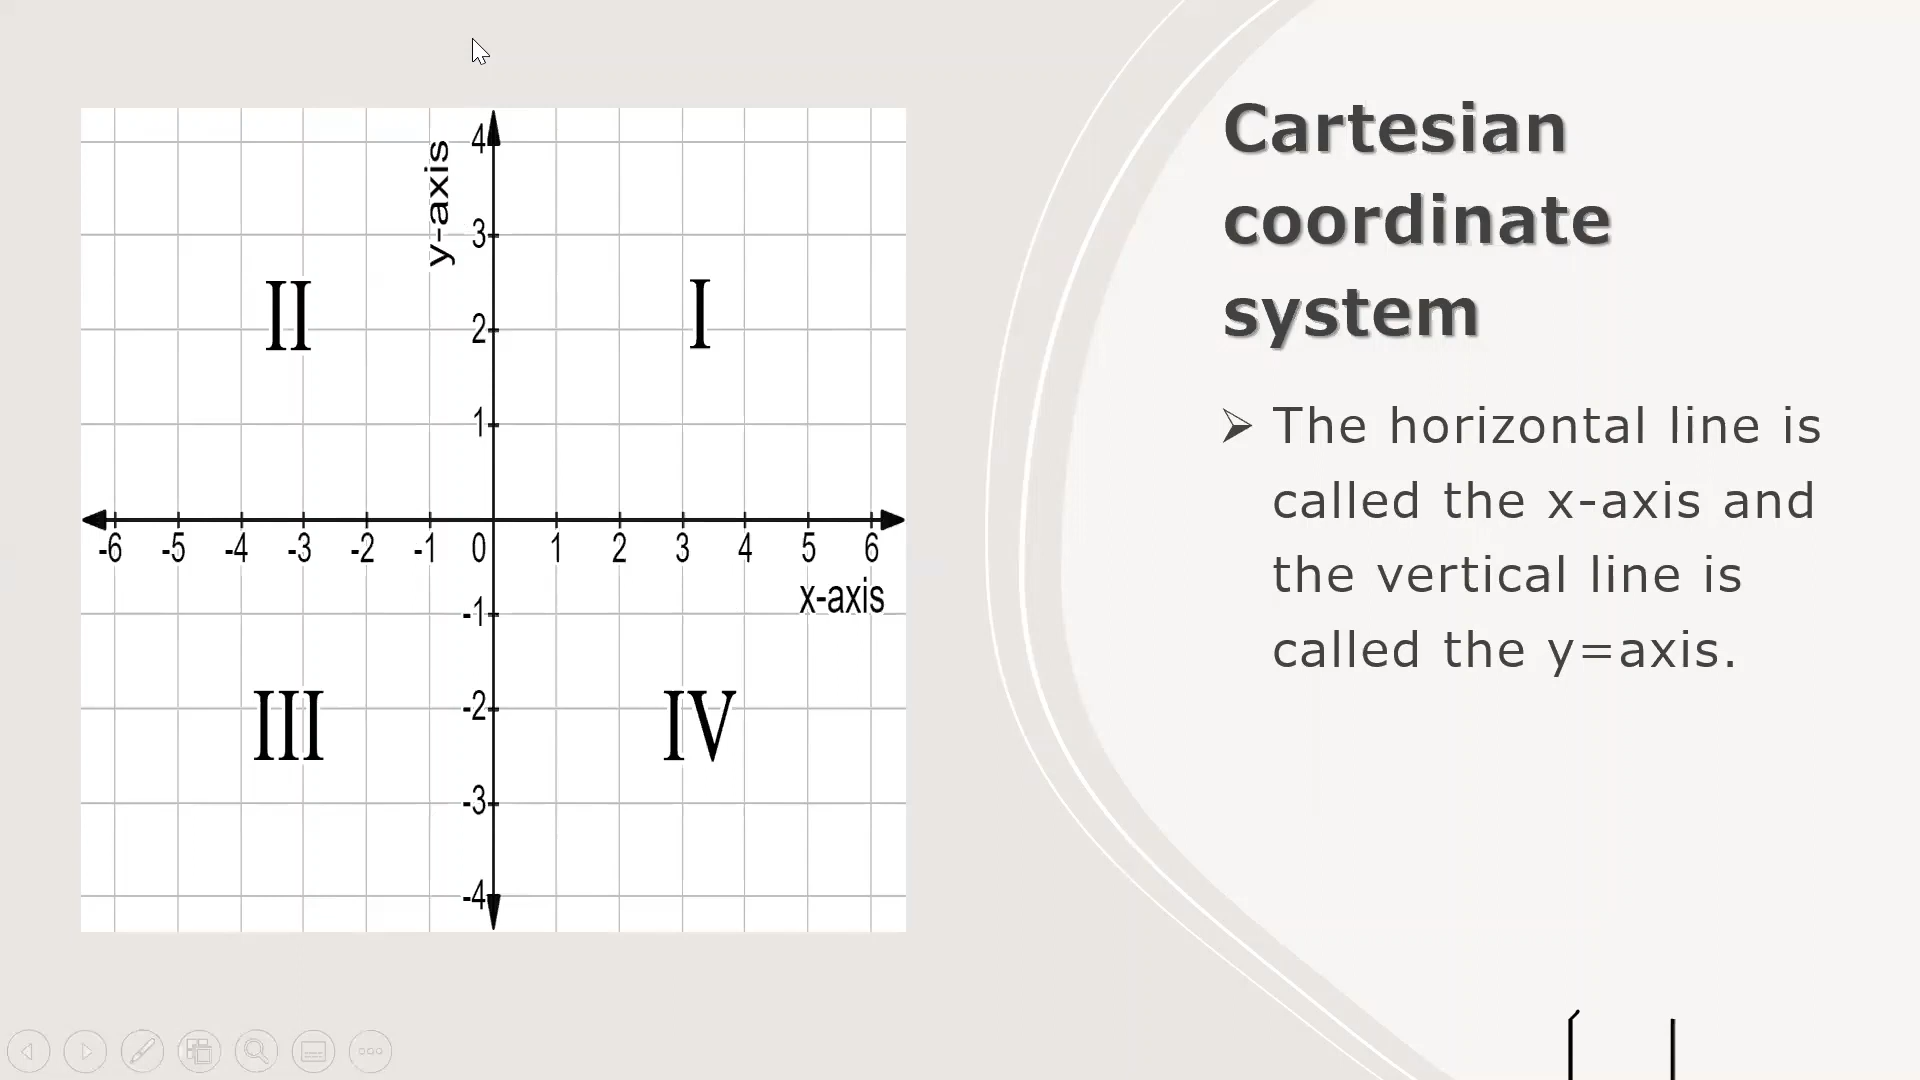 Cartesian
coordinate
system
➢ The horizontal line is
called the x-axis and
the vertical line is
called the y=axis.
y-axis
4
3
2
1
II
I
-6 -5 -4 -3 -2 -1 0 1 2 3 4 5 6
x-axis
-1
-2
-3
-4
III
IV